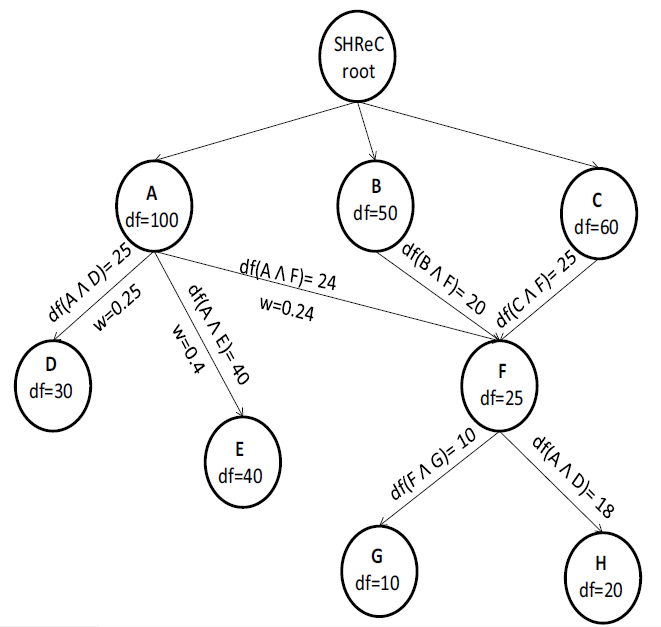 SHReC
root
A
df=100
B
df=50
C
df=60
df(A Λ D)= 25
w=0.25
df(A Λ E)= 40
w=0.4
df(A Λ F)= 24
w=0.24
df(B Λ F)= 20
df(C Λ F)= 25
D
df=30
E
df=40
F
df=25
df(F Λ G)= 10
df(A Λ D)= 18
G
df=10
H
df=20